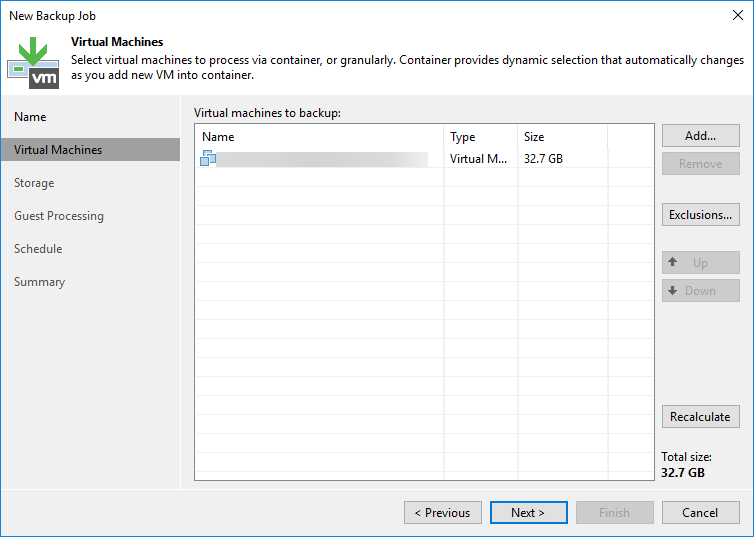 New Backup Job
Virtual Machines
Select virtual machines to process via container, or granularly. Container provides dynamic selection that automatically changes
as you add new VM into container.
vm
Name
Virtual Machines
Storage
Guest Processing
Schedule
Summary
Virtual machines to backup:
Name Type Size
Virtual M... 32.7 GB
Add...
Remove
Exclusions...
Up
Down
Recalculate
Total size:
32.7 GB
< Previous Next > Finish Cancel